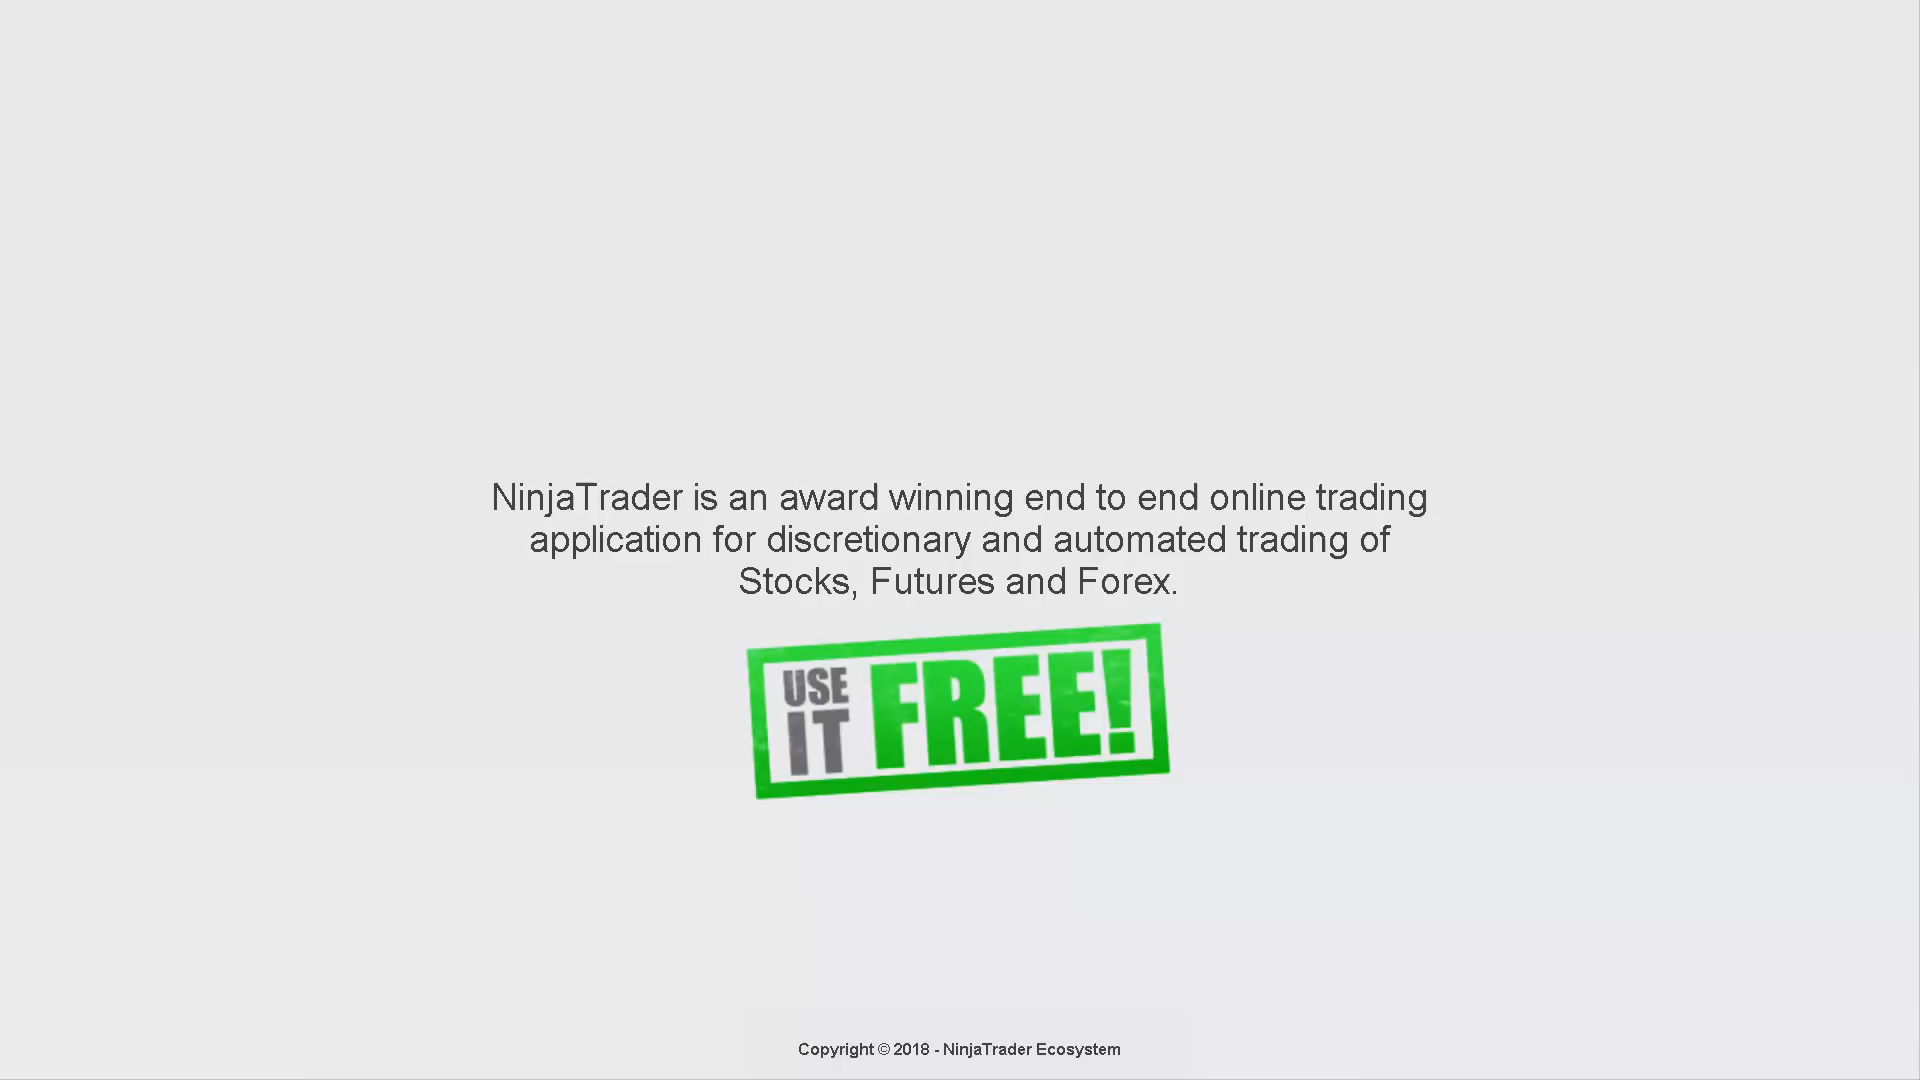 NinjaTrader is an award winning end to end online trading
application for discretionary and automated trading of
Stocks, Futures and Forex.
USE
IT FREE!
Copyright © 2018 - NinjaTrader Ecosystem